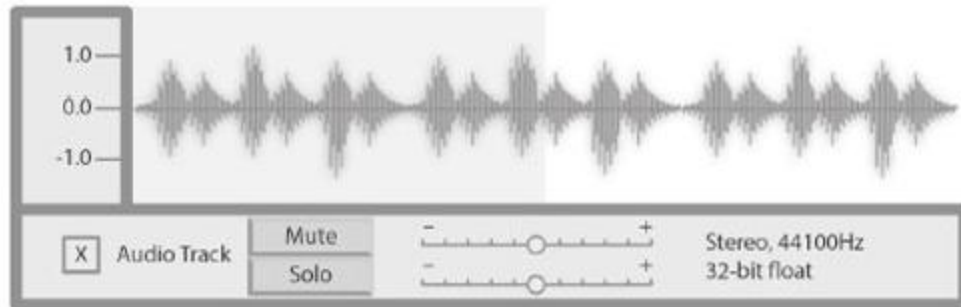 1.0
0.0
-1.0
X
Audio Track
Mute
Solo
- +
- +
Stereo, 44100Hz
32-bit float